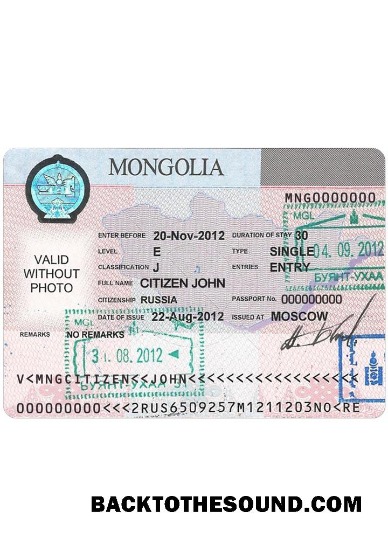 MONGOLIA
MNG0000000
ENTER BEFORE 20-Nov-2012 DURATION OF STAY 30
LEVEL E TYPE SINGLE
CLASSIFICATION J ENTRIES ENTRY
FULL NAME CITIZEN JOHN
CITIZENSHIP RUSSIA PASSPORT No. 000000000
DATE OF ISSUE 22-Aug-2012 ISSUED AT MOSCOW
VALID
WITHOUT
PHOTO
REMARKS NO REMARKS
MGL
04. 09. 2012
БУЯНТ-УХАА
MGL
31. 08. 2012
БУЯНТ-УХАА
V<MNGCITIZEN<<JOHN<<<<<<<<<<<<<<<<<<
000000000<<<2RUS6509257M1211203N0<RE
BACKTOTHESOUND.COM